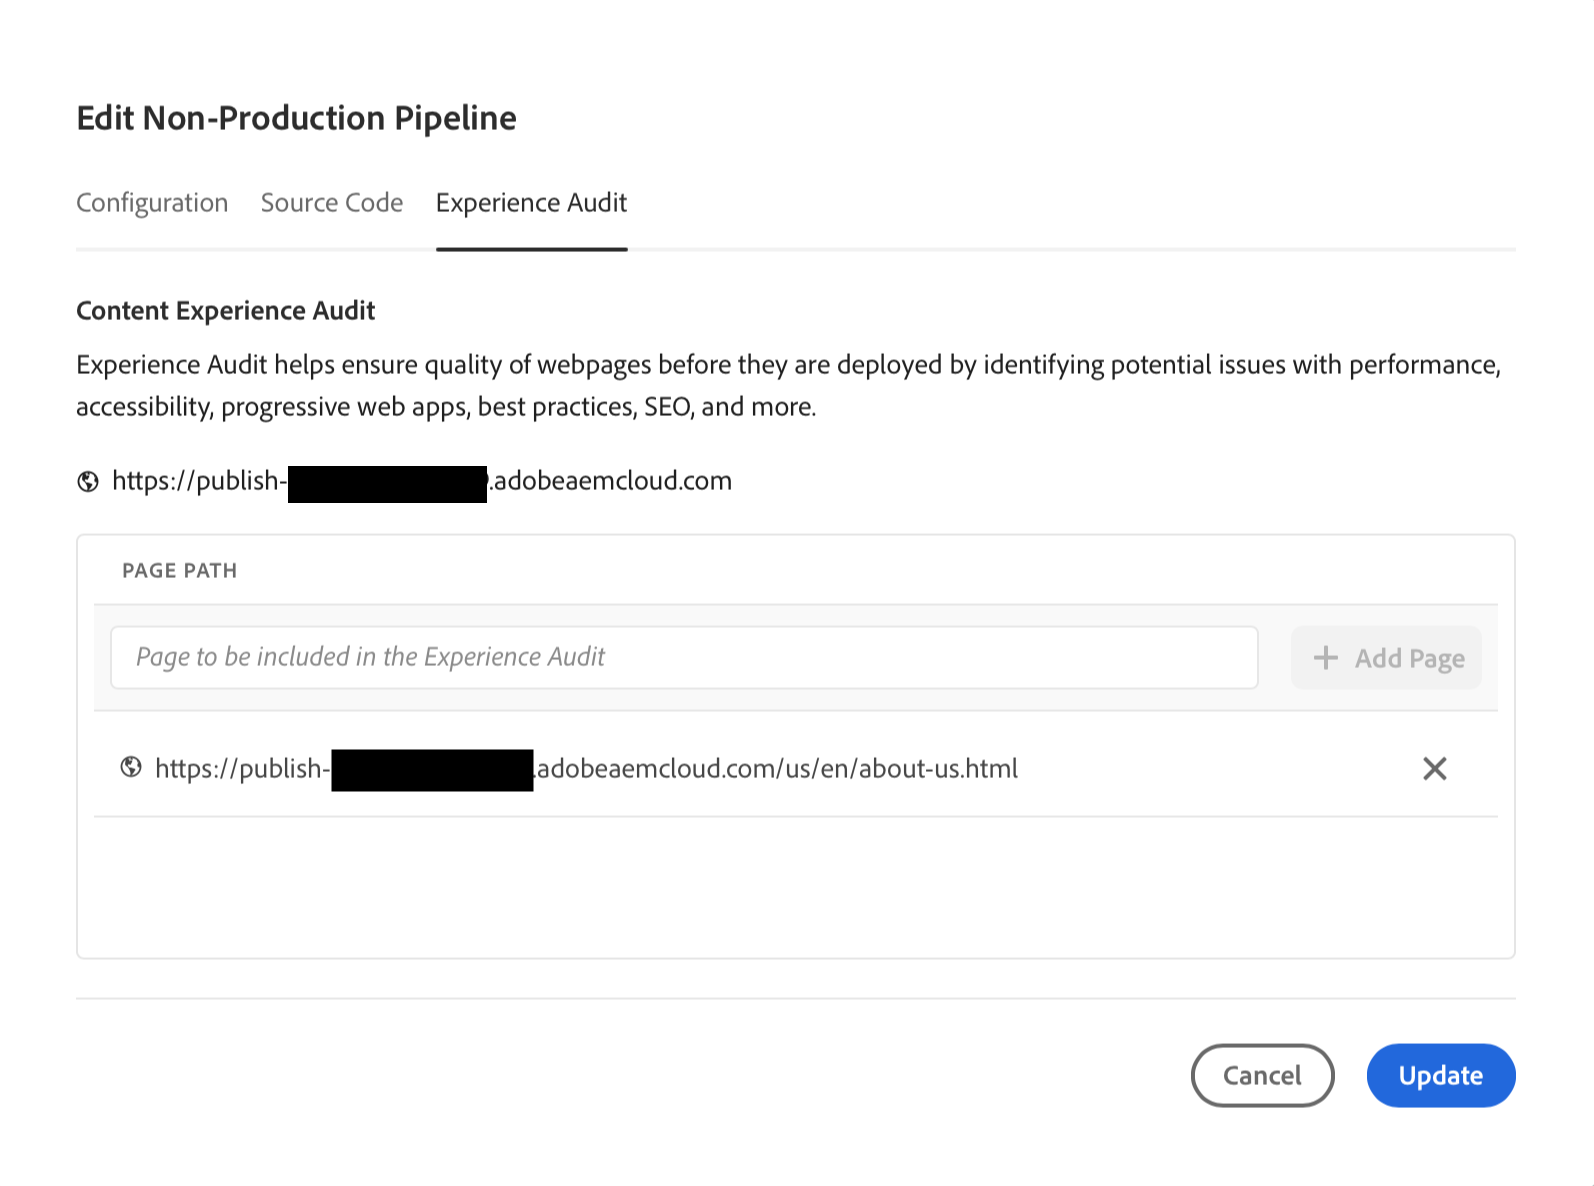 Edit Non-Production Pipeline
Configuration Source Code Experience Audit
Content Experience Audit
Experience Audit helps ensure quality of webpages before they are deployed by identifying potential issues with performance,
accessibility, progressive web apps, best practices, SEO, and more.
https://publish- .adobeaemcloud.com
PAGE PATH
Page to be included in the Experience Audit
+ Add Page
https://publish- .adobeaemcloud.com/us/en/about-us.html
Cancel Update